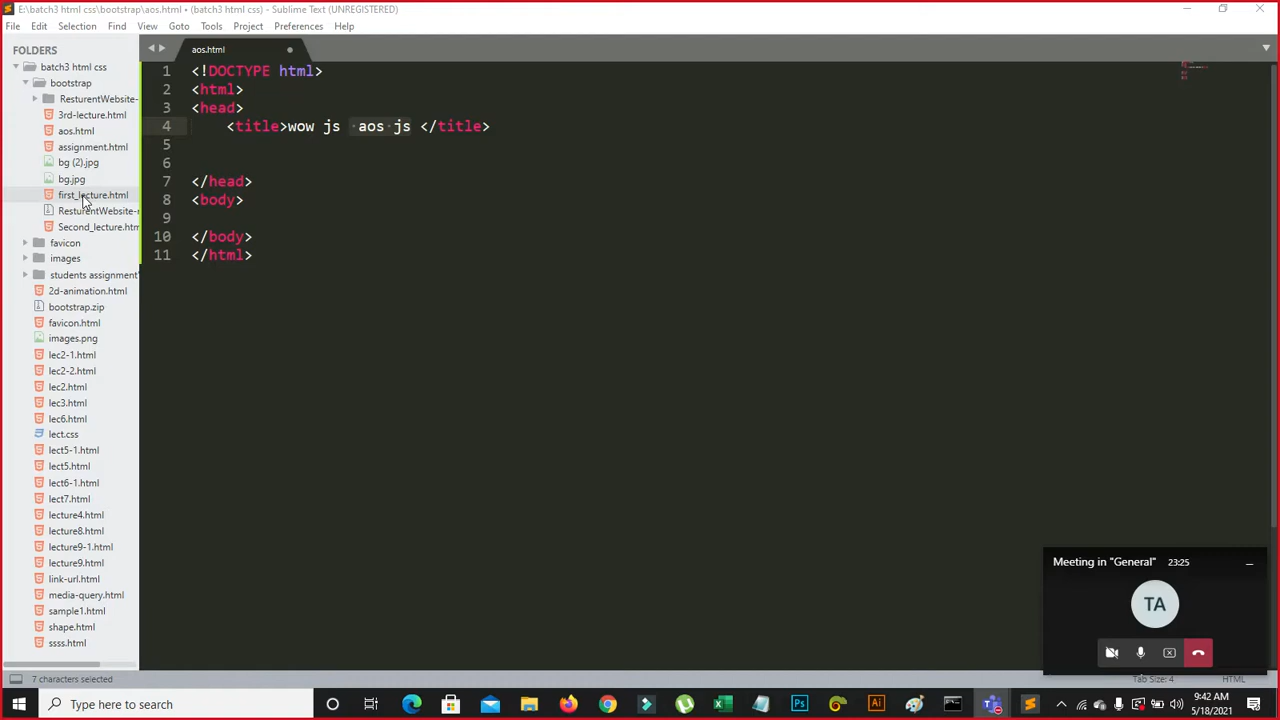 E:\batch3 html css\bootstrap\aos.html • (batch3 html css) - Sublime Text (UNREGISTERED)
File Edit Selection Find View Goto Tools Project Preferences Help
FOLDERS
batch3 html css
bootstrap
ResturentWebsite-
3rd-lecture.html
aos.html
assignment.html
bg (2).jpg
bg.jpg
first_lecture.html
ResturentWebsite-r
Second_lecture.htm
favicon
images
students assignment
2d-animation.html
bootstrap.zip
favicon.html
images.png
lec2-1.html
lec2-2.html
lec2.html
lec3.html
lec6.html
lect.css
lect5-1.html
lect5.html
lect6-1.html
lect7.html
lecture4.html
lecture8.html
lecture9-1.html
lecture9.html
link-url.html
media-query.html
sample1.html
shape.html
ssss.html
aos.html
1 <!DOCTYPE html>
2 <html>
3 <head>
4 <title>wow js  aos js </title>
5
6
7 </head>
8 <body>
9
10 </body>
11 </html>
Meeting in "General" 23:25
TA
7 characters selected
Tab Size: 4 HTML
Type here to search
9:42 AM
5/18/2021